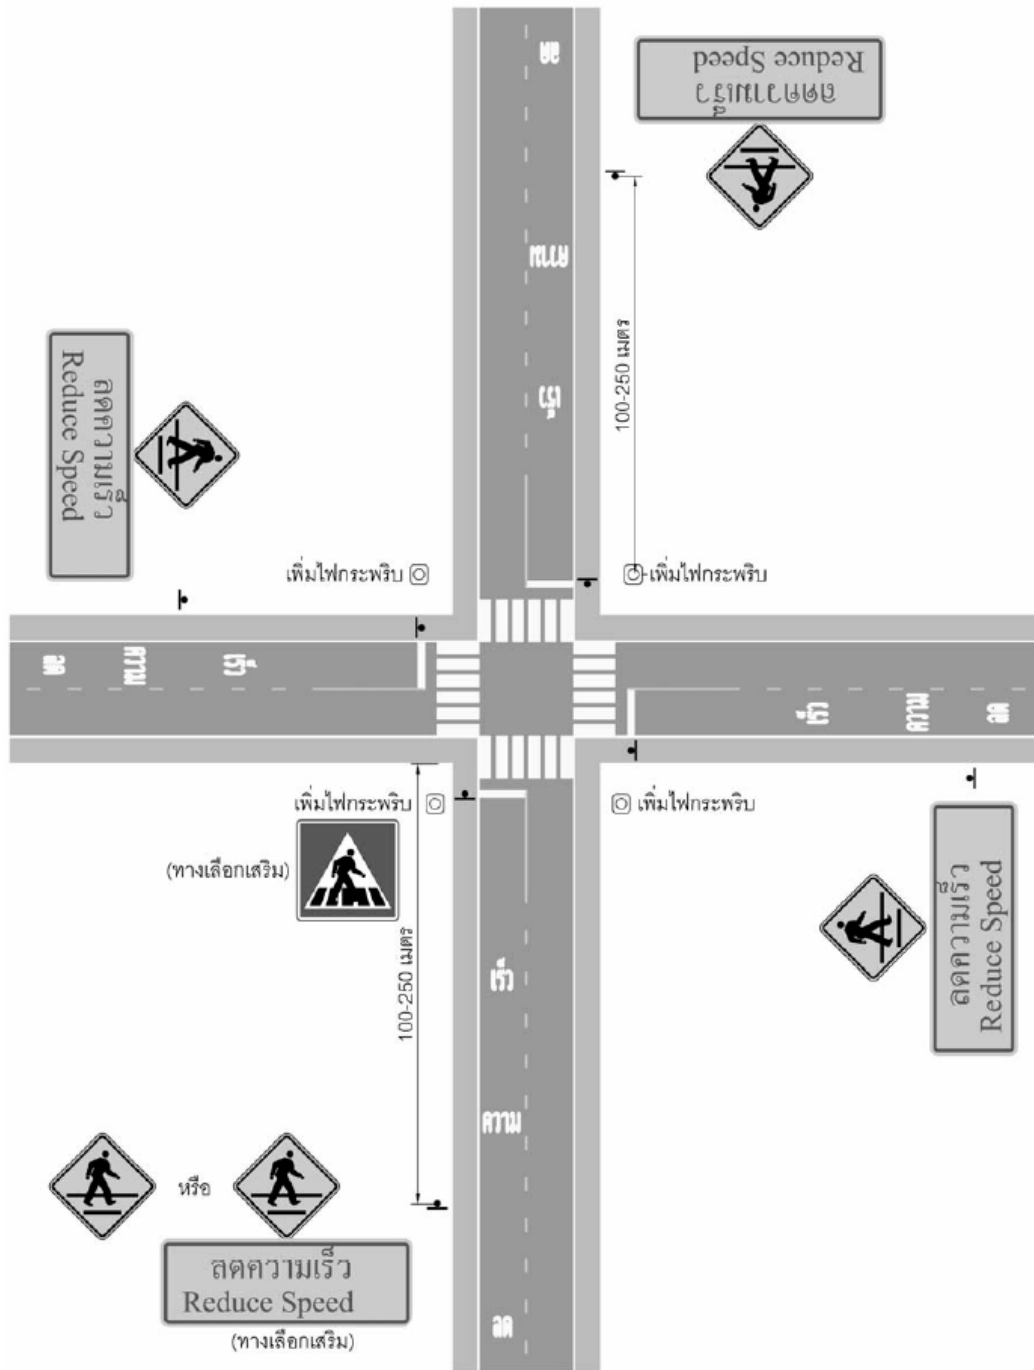 ลด
Reduce Speed
ลดความเร็ว
ความ
100-250 เมตร
เร็ว
ลดความเร็ว
Reduce Speed
เพิ่มไฟกระพริบ
เพิ่มไฟกระพริบ
ลด ความ เร็ว
เร็ว ความ ลด
เพิ่มไฟกระพริบ
เพิ่มไฟกระพริบ
(ทางเลือกเสริม)
ลดความเร็ว
Reduce Speed
100-250 เมตร
เร็ว
ความ
หรือ
ลดความเร็ว
Reduce Speed
(ทางเลือกเสริม)
ลด